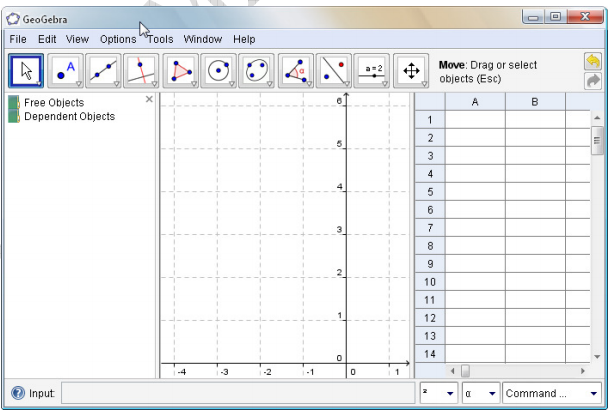 GeoGebra
File Edit View Options Tools Window Help
A
α
a=2
Move: Drag or select
objects (Esc)
Free Objects
Dependent Objects
6
5
4
3
2
1
0
-4 -3 -2 -1 0 1
A B
1
2
3
4
5
6
7
8
9
10
11
12
13
14
Input:
² α Command ...